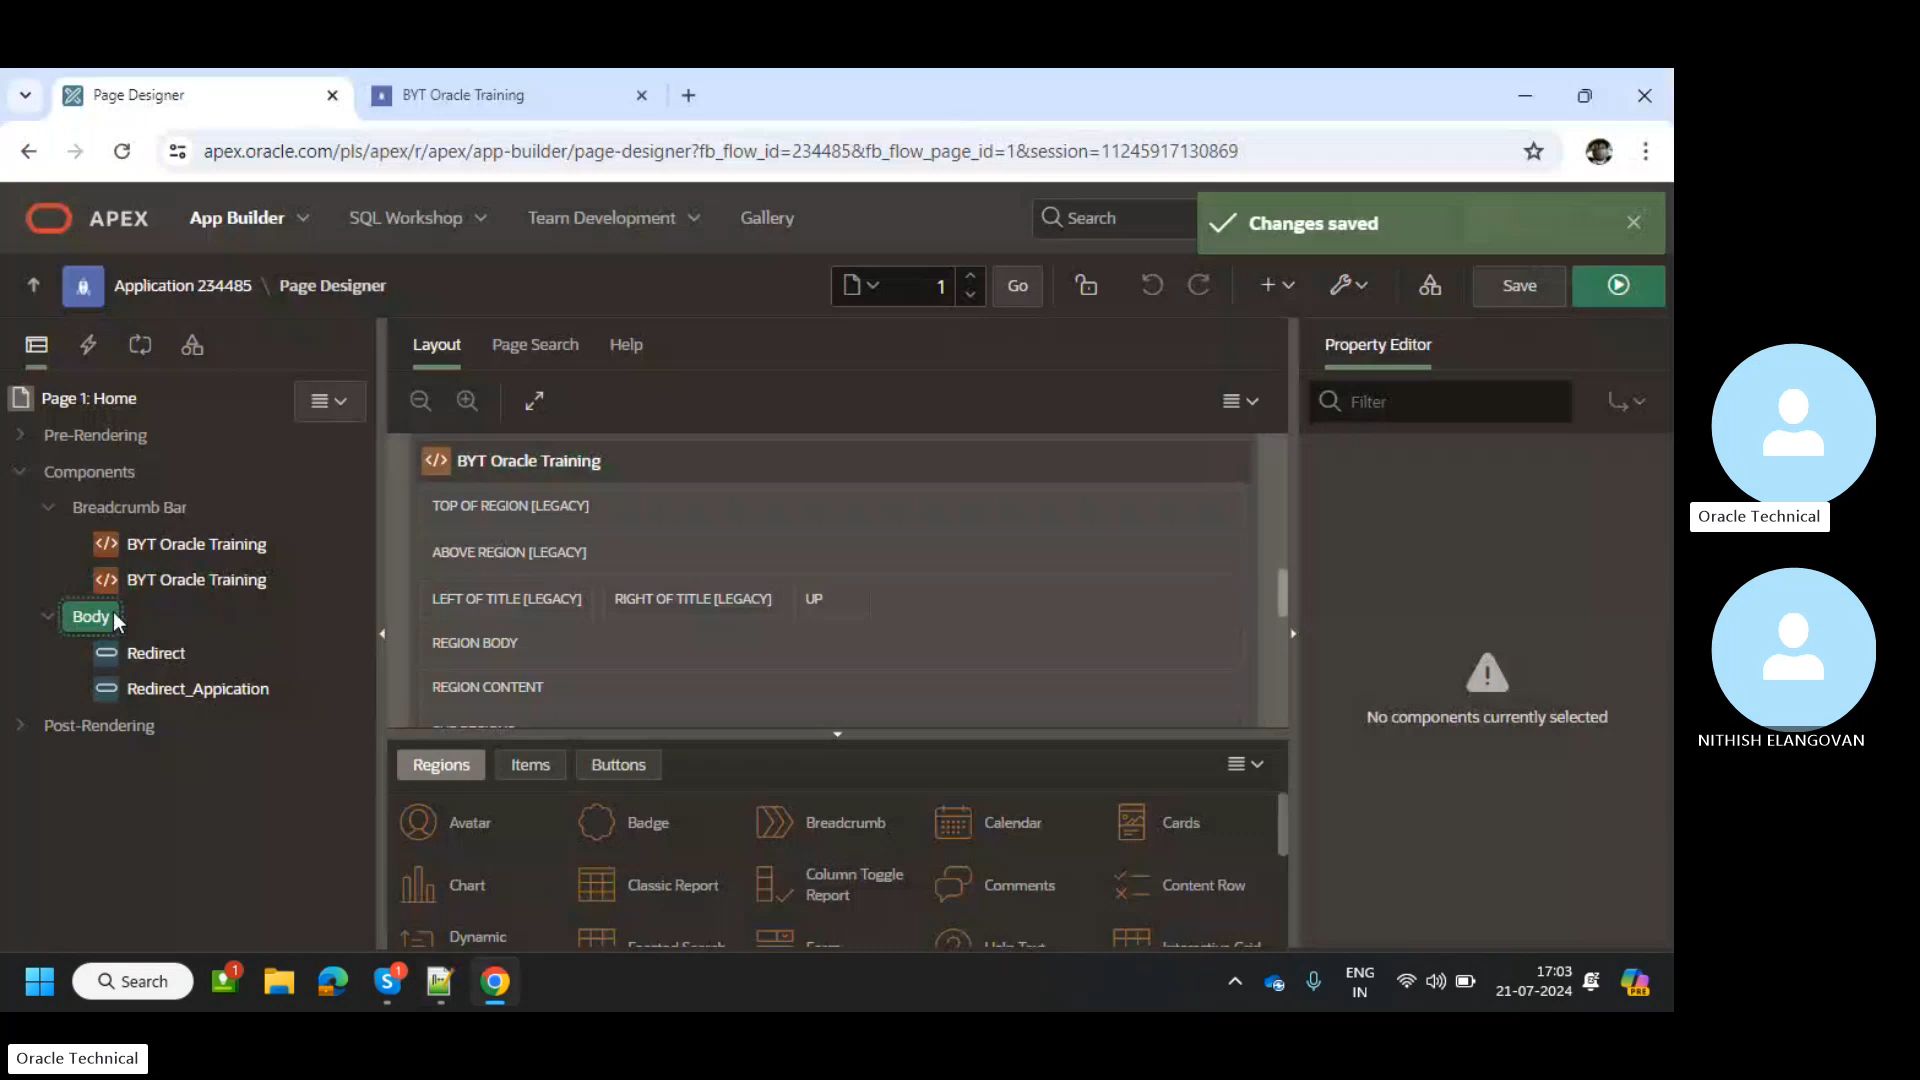 Page Designer
BYT Oracle Training
apex.oracle.com/pls/apex/r/apex/app-builder/page-designer?fb_flow_id=234485&fb_flow_page_id=1&session=11245917130869
APEX App Builder SQL Workshop Team Development Gallery
Search
Changes saved
Application 234485 \ Page Designer
1
Go
Save
Layout Page Search Help
Property Editor
Filter
Page 1: Home
Pre-Rendering
Components
Breadcrumb Bar
BYT Oracle Training
BYT Oracle Training
Body
Redirect
Redirect_Appication
Post-Rendering
BYT Oracle Training
TOP OF REGION [LEGACY]
ABOVE REGION [LEGACY]
LEFT OF TITLE [LEGACY] RIGHT OF TITLE [LEGACY] UP
REGION BODY
REGION CONTENT
No components currently selected
Regions Items Buttons
Avatar Badge Breadcrumb Calendar Cards
Chart Classic Report Column Toggle
Report Comments Content Row
Dynamic
Oracle Technical
NITHISH ELANGOVAN
Search
1
1
ENG
IN
17:03
21-07-2024
PRE
Oracle Technical